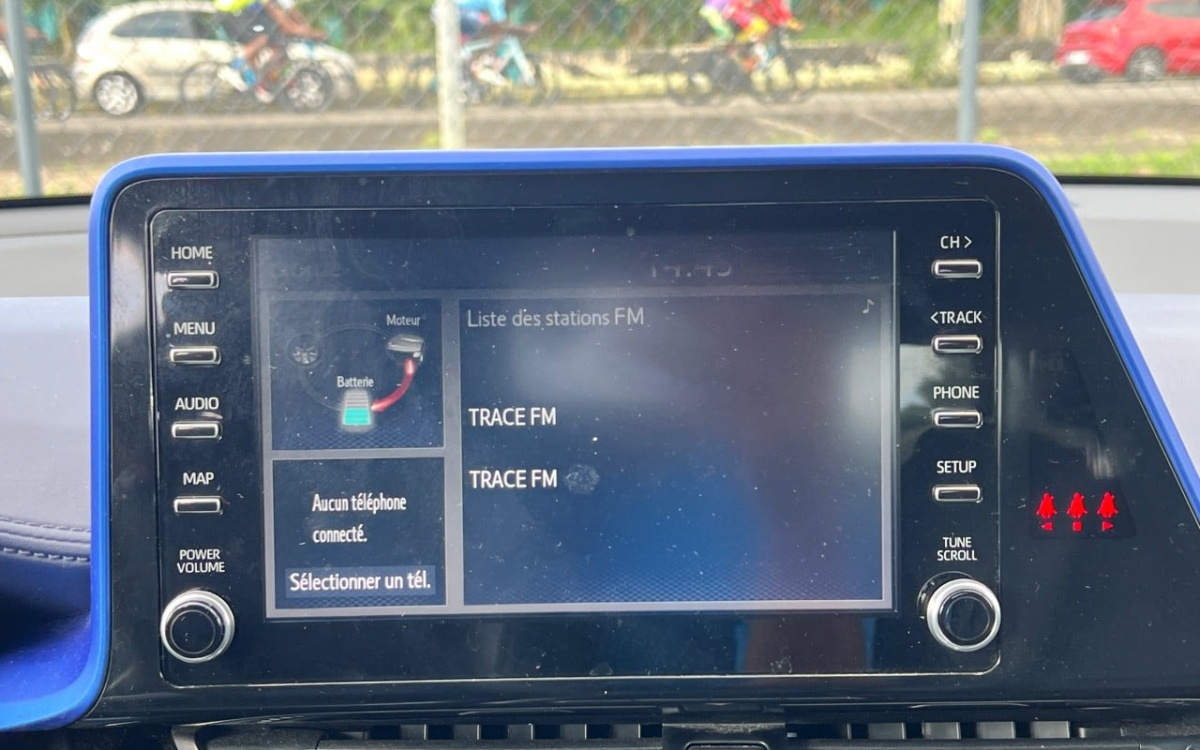 HOME
MENU
AUDIO
MAP
POWER
VOLUME
Moteur
Batterie
Aucun téléphone
connecté.
Sélectionner un tél.
Liste des stations FM
TRACE FM
TRACE FM
CH >
<TRACK
PHONE
SETUP
TUNE
SCROLL